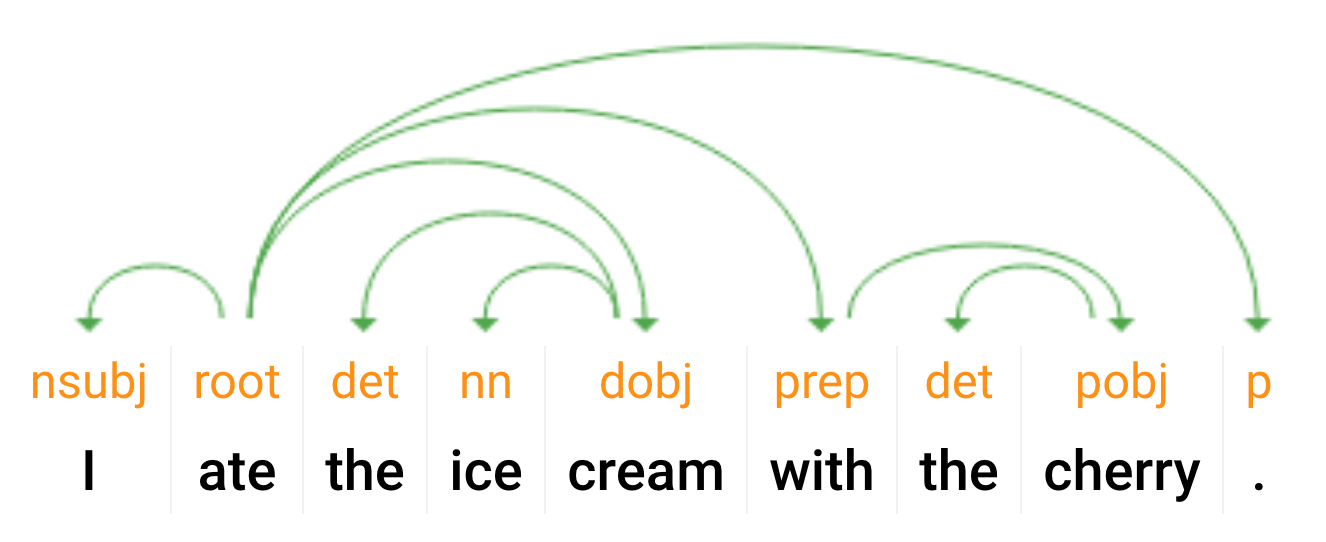 nsubj root det nn dobj prep det pobj p
I ate the ice cream with the cherry .